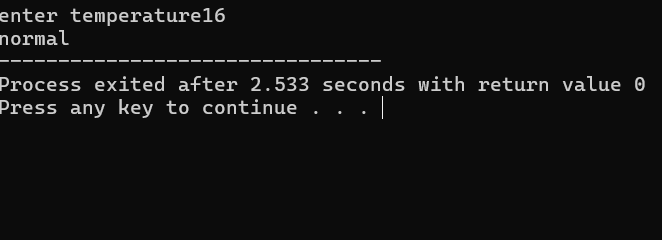 enter temperature16
normal
--------------------------------
Process exited after 2.533 seconds with return value 0
Press any key to continue . . .